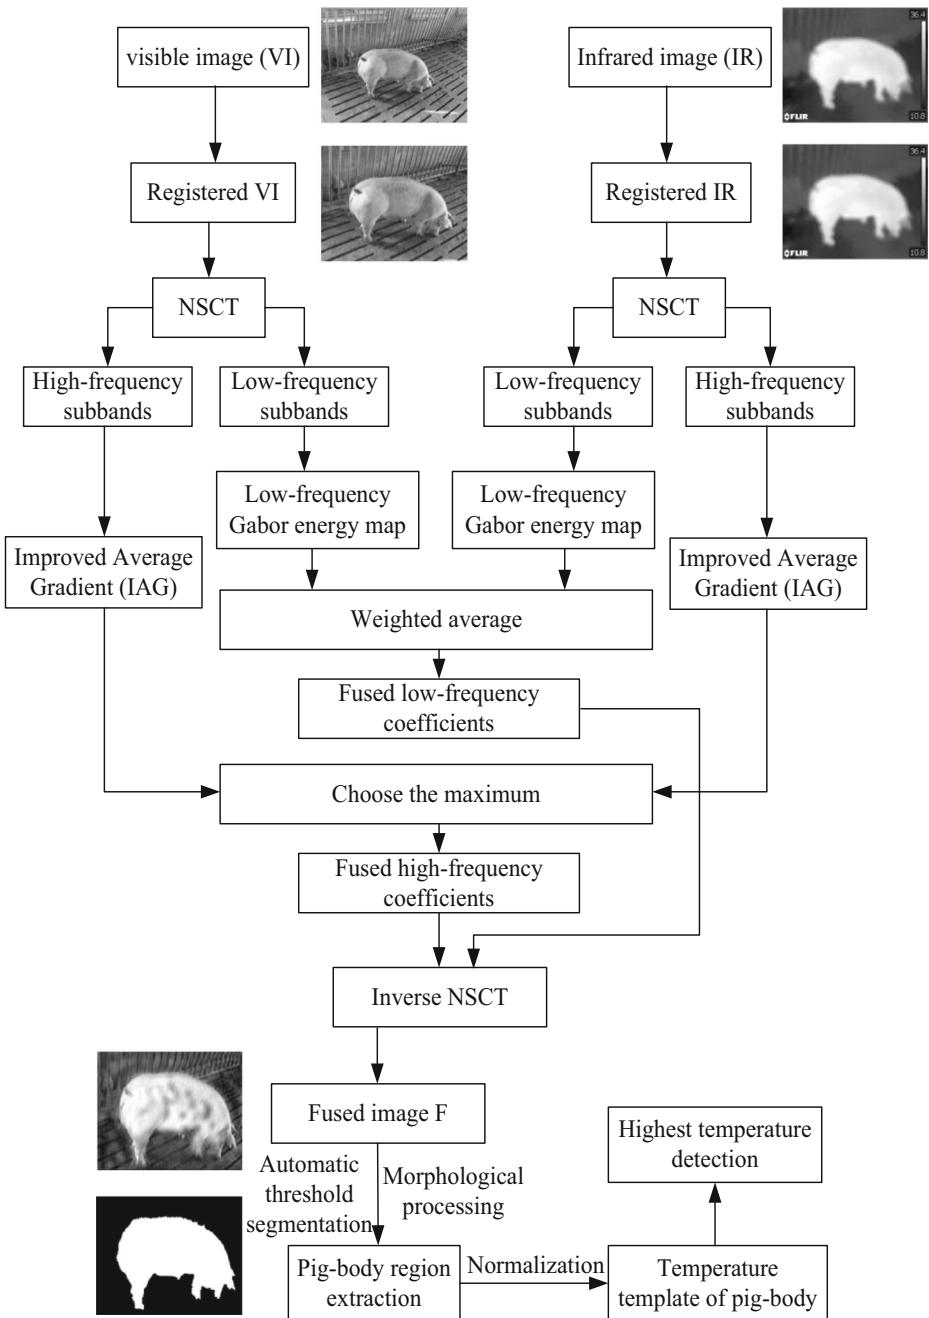 visible image (VI)
Infrared image (IR)
36.4
10.8
FLIR
Registered VI
Registered IR
36.4
10.8
FLIR
NSCT
NSCT
High-frequency
subbands
Low-frequency
subbands
Low-frequency
subbands
High-frequency
subbands
Low-frequency
Gabor energy map
Low-frequency
Gabor energy map
Improved Average
Gradient (IAG)
Improved Average
Gradient (IAG)
Weighted average
Fused low-frequency
coefficients
Choose the maximum
Fused high-frequency
coefficients
Inverse NSCT
Fused image F
Automatic
threshold
segmentation
Morphological
processing
Highest temperature
detection
Pig-body region
extraction
Normalization
Temperature
template of pig-body